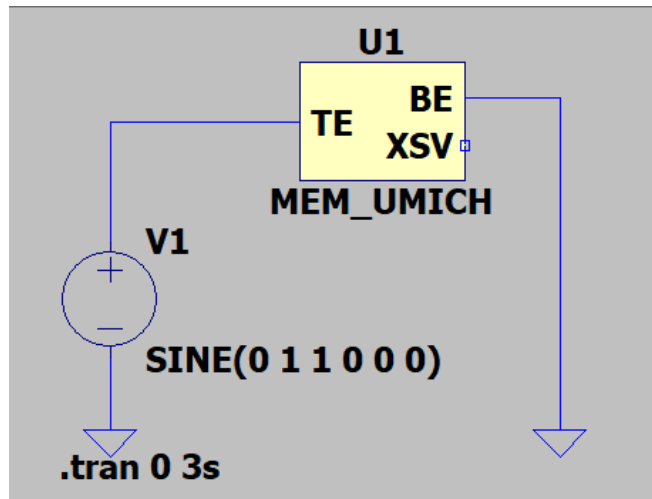 U1
BE
TE
XSV
MEM_UMICH
V1
SINE(0 1 1 0 0 0)
.tran 0 3s